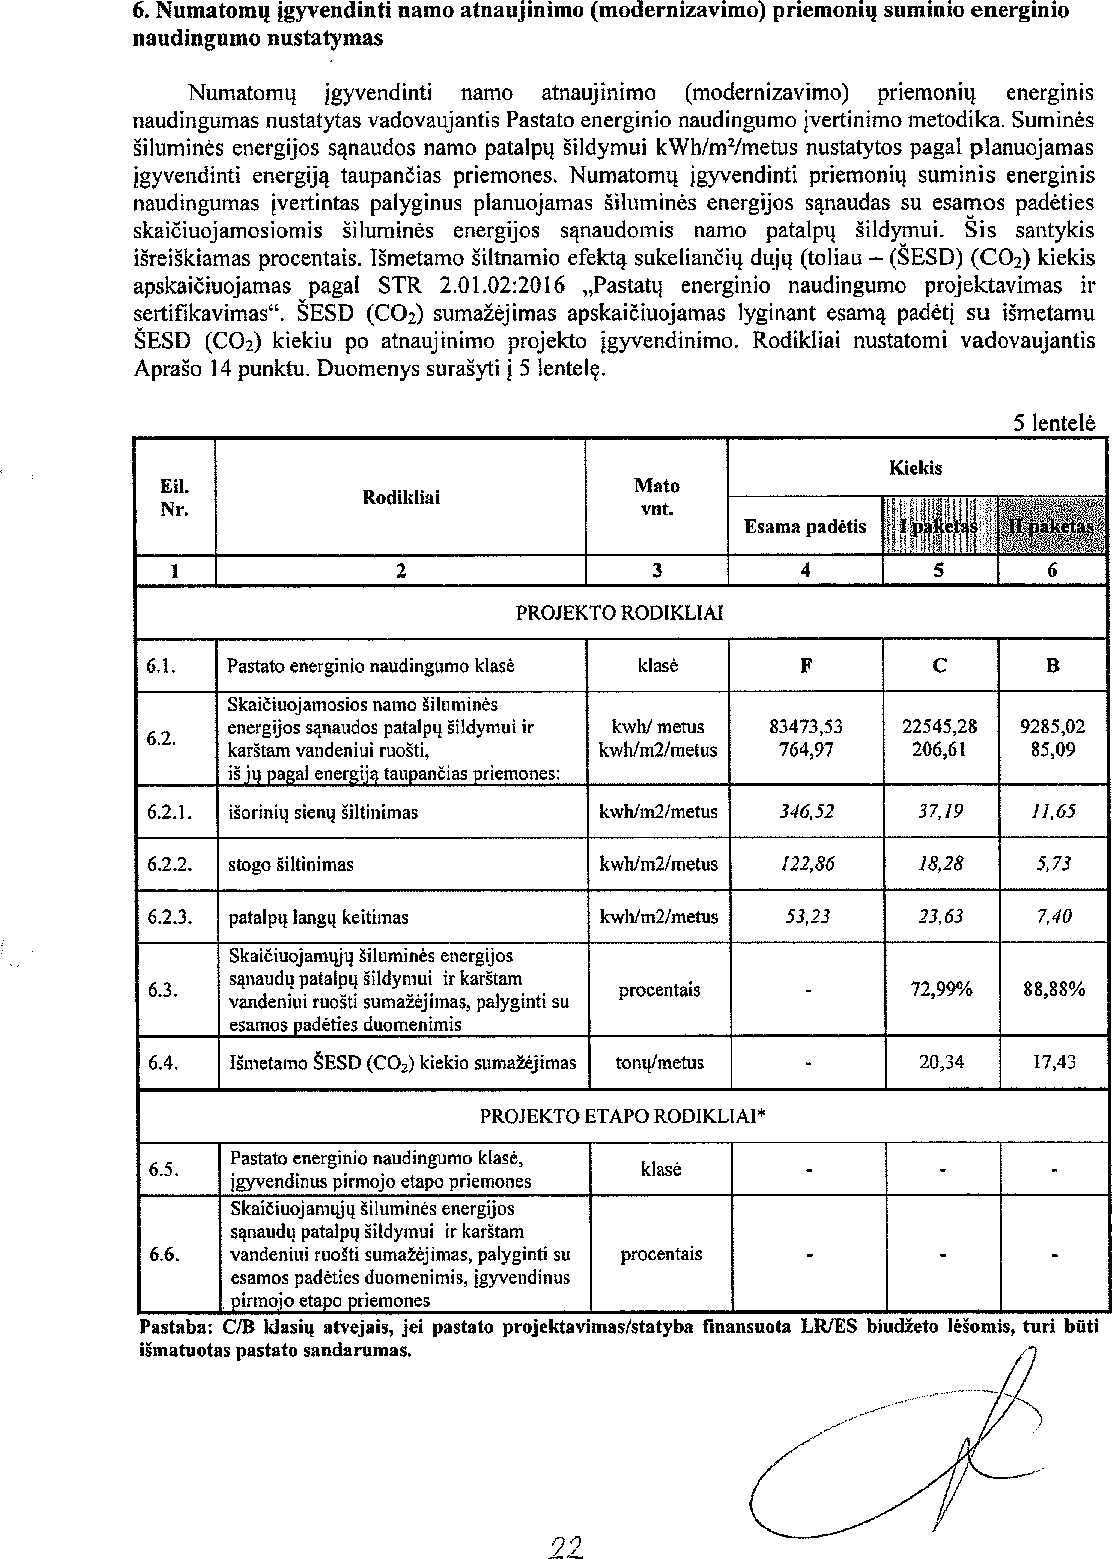 6. Numatomų įgyvendinti namo atnaujinimo (modernizavimo) priemonių suminio energinio
naudingumo nustatymas
Numatomų įgyvendinti namo atnaujinimo (modernizavimo) priemonių energinis
naudingumas nustatytas vadovaujantis Pastato energinio naudingumo įvertinimo metodika. Suminės
šiluminės energijos sąnaudos namo patalpų šildymui kWh/m²/metus nustatytos pagal planuojamas
įgyvendinti energiją taupančias priemones. Numatomų įgyvendinti priemonių suminis energinis
naudingumas įvertintas palyginus planuojamas šiluminės energijos sąnaudas su esamos padėties
skaičiuojamosiomis šiluminės energijos sąnaudomis namo patalpų šildymui. Šis santykis
išreiškiamas procentais. Išmetamo šiltnamio efektą sukeliančių dujų (toliau – (ŠESD) (CO₂) kiekis
apskaičiuojamas pagal STR 2.01.02:2016 „Pastatų energinio naudingumo projektavimas ir
sertifikavimas“. ŠESD (CO₂) sumažėjimas apskaičiuojamas lyginant esamą padėtį su išmetamu
ŠESD (CO₂) kiekiu po atnaujinimo projekto įgyvendinimo. Rodikliai nustatomi vadovaujantis
Aprašo 14 punktu. Duomenys surašyti į 5 lentelę.
5 lentelė
Eil. Nr. Rodikliai Mato vnt. Kiekis
Esama padėtis I paketas II paketas
1 2 3 4 5 6
PROJEKTO RODIKLIAI
6.1. Pastato energinio naudingumo klasė klasė F C B
6.2. Skaičiuojamosios namo šiluminės
energijos sąnaudos patalpų šildymui ir kwh/ metus 83473,53 22545,28 9285,02
karštam vandeniui ruošti, kwh/m2/metus 764,97 206,61 85,09
iš jų pagal energiją taupančias priemones:
6.2.1. išorinių sienų šiltinimas kwh/m2/metus 346,52 37,19 11,65
6.2.2. stogo šiltinimas kwh/m2/metus 122,86 18,28 5,73
6.2.3. patalpų langų keitimas kwh/m2/metus 53,23 23,63 7,40
6.3. Skaičiuojamųjų šiluminės energijos
sąnaudų patalpų šildymui ir karštam
vandeniui ruošti sumažėjimas, palyginti su procentais - 72,99% 88,88%
esamos padėties duomenimis
6.4. Išmetamo ŠESD (CO₂) kiekio sumažėjimas tonų/metus - 20,34 17,43
PROJEKTO ETAPO RODIKLIAI*
6.5. Pastato energinio naudingumo klasė,
įgyvendinus pirmojo etapo priemones klasė - - -
Skaičiuojamųjų šiluminės energijos
sąnaudų patalpų šildymui ir karštam
6.6. vandeniui ruošti sumažėjimas, palyginti su procentais - - -
esamos padėties duomenimis, įgyvendinus
pirmojo etapo priemones
Pastaba: C/B klasių atvejais, jei pastato projektavimas/statyba finansuota LR/ES biudžeto lėšomis, turi būti
išmatuotas pastato sandarumas.
22